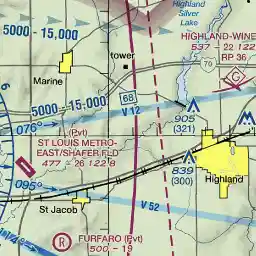 Highland
Silver
Lake
5000 - 15,000
HIGHLAND-WINE
537 - 22 122
RP 36
tower
70
Marine
5000-15,000
68
V 12
905
(321)
076°
(Pvt)
ST LOUIS METRO-
EAST/SHAFER FLD
477 - 26 122.8
839
(300)
095°
Highland
St Jacob
V 52
R
FURFARO (Pvt)
500 - 19